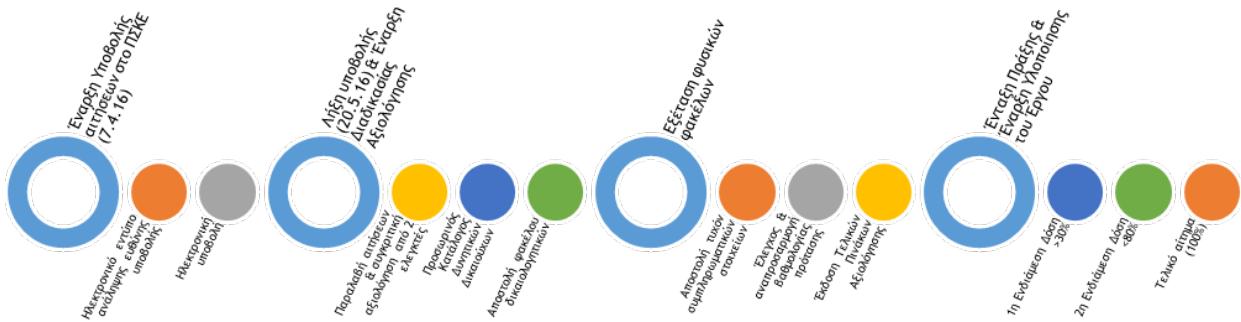 Έναρξη Υποβολής
αιτήσεων στο ΠΣΚΕ
(7.4.16)
Ηλεκτρονικό εντύπο
ανάληψης ευθύνης
υποβολής
Ηλεκτρονική
υποβολή
Λήξη υποβολής
(20.5.16) & Έναρξη
Διαδικασίας
Αξιολόγησης
Παραλαβή αιτήσεων
& συγκριτική
αξιολόγηση από 2
ελεγκτές
Προσωρινός
Κατάλογος
Δυνητικών
Δικαιούχων
Αποστολή φακέλου
δικαιολογητικών
Εξέταση φυσικών
φακέλων
Αποστολή τυχόν
συμπληρωματικών
στοιχείων
Έλεγχος &
αναπροσαρμογή
βαθμολογίας
πρότασης
Έκδοση Τελικών
Πινάκων
Αξιολόγησης
Ένταξη Πράξης &
Έναρξη Υλοποίησης
του Έργου
1η Ενδιάμεση Δόση
~30%
2η Ενδιάμεση Δόση
~80%
Τελικό αίτημα
(100%)